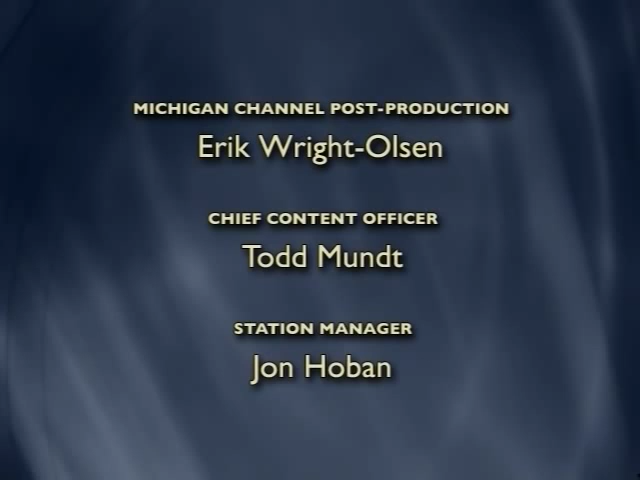 MICHIGAN CHANNEL POST-PRODUCTION
Erik Wright-Olsen
CHIEF CONTENT OFFICER
Todd Mundt
STATION MANAGER
Jon Hoban